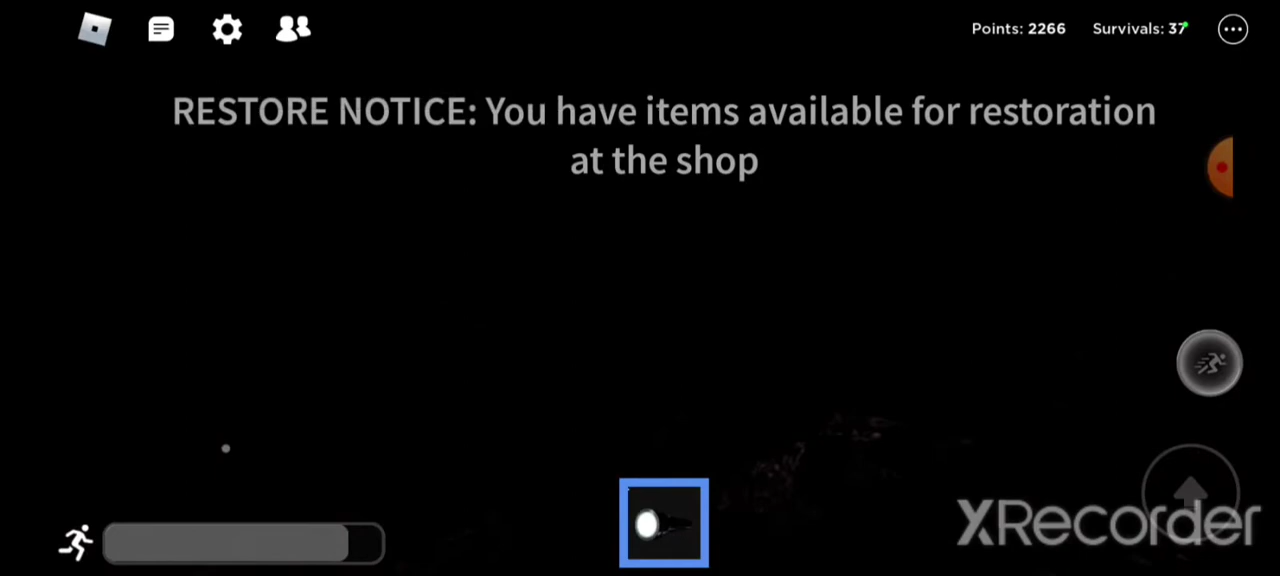 Points: 2266 Survivals: 37
RESTORE NOTICE: You have items available for restoration
at the shop
XRecorder